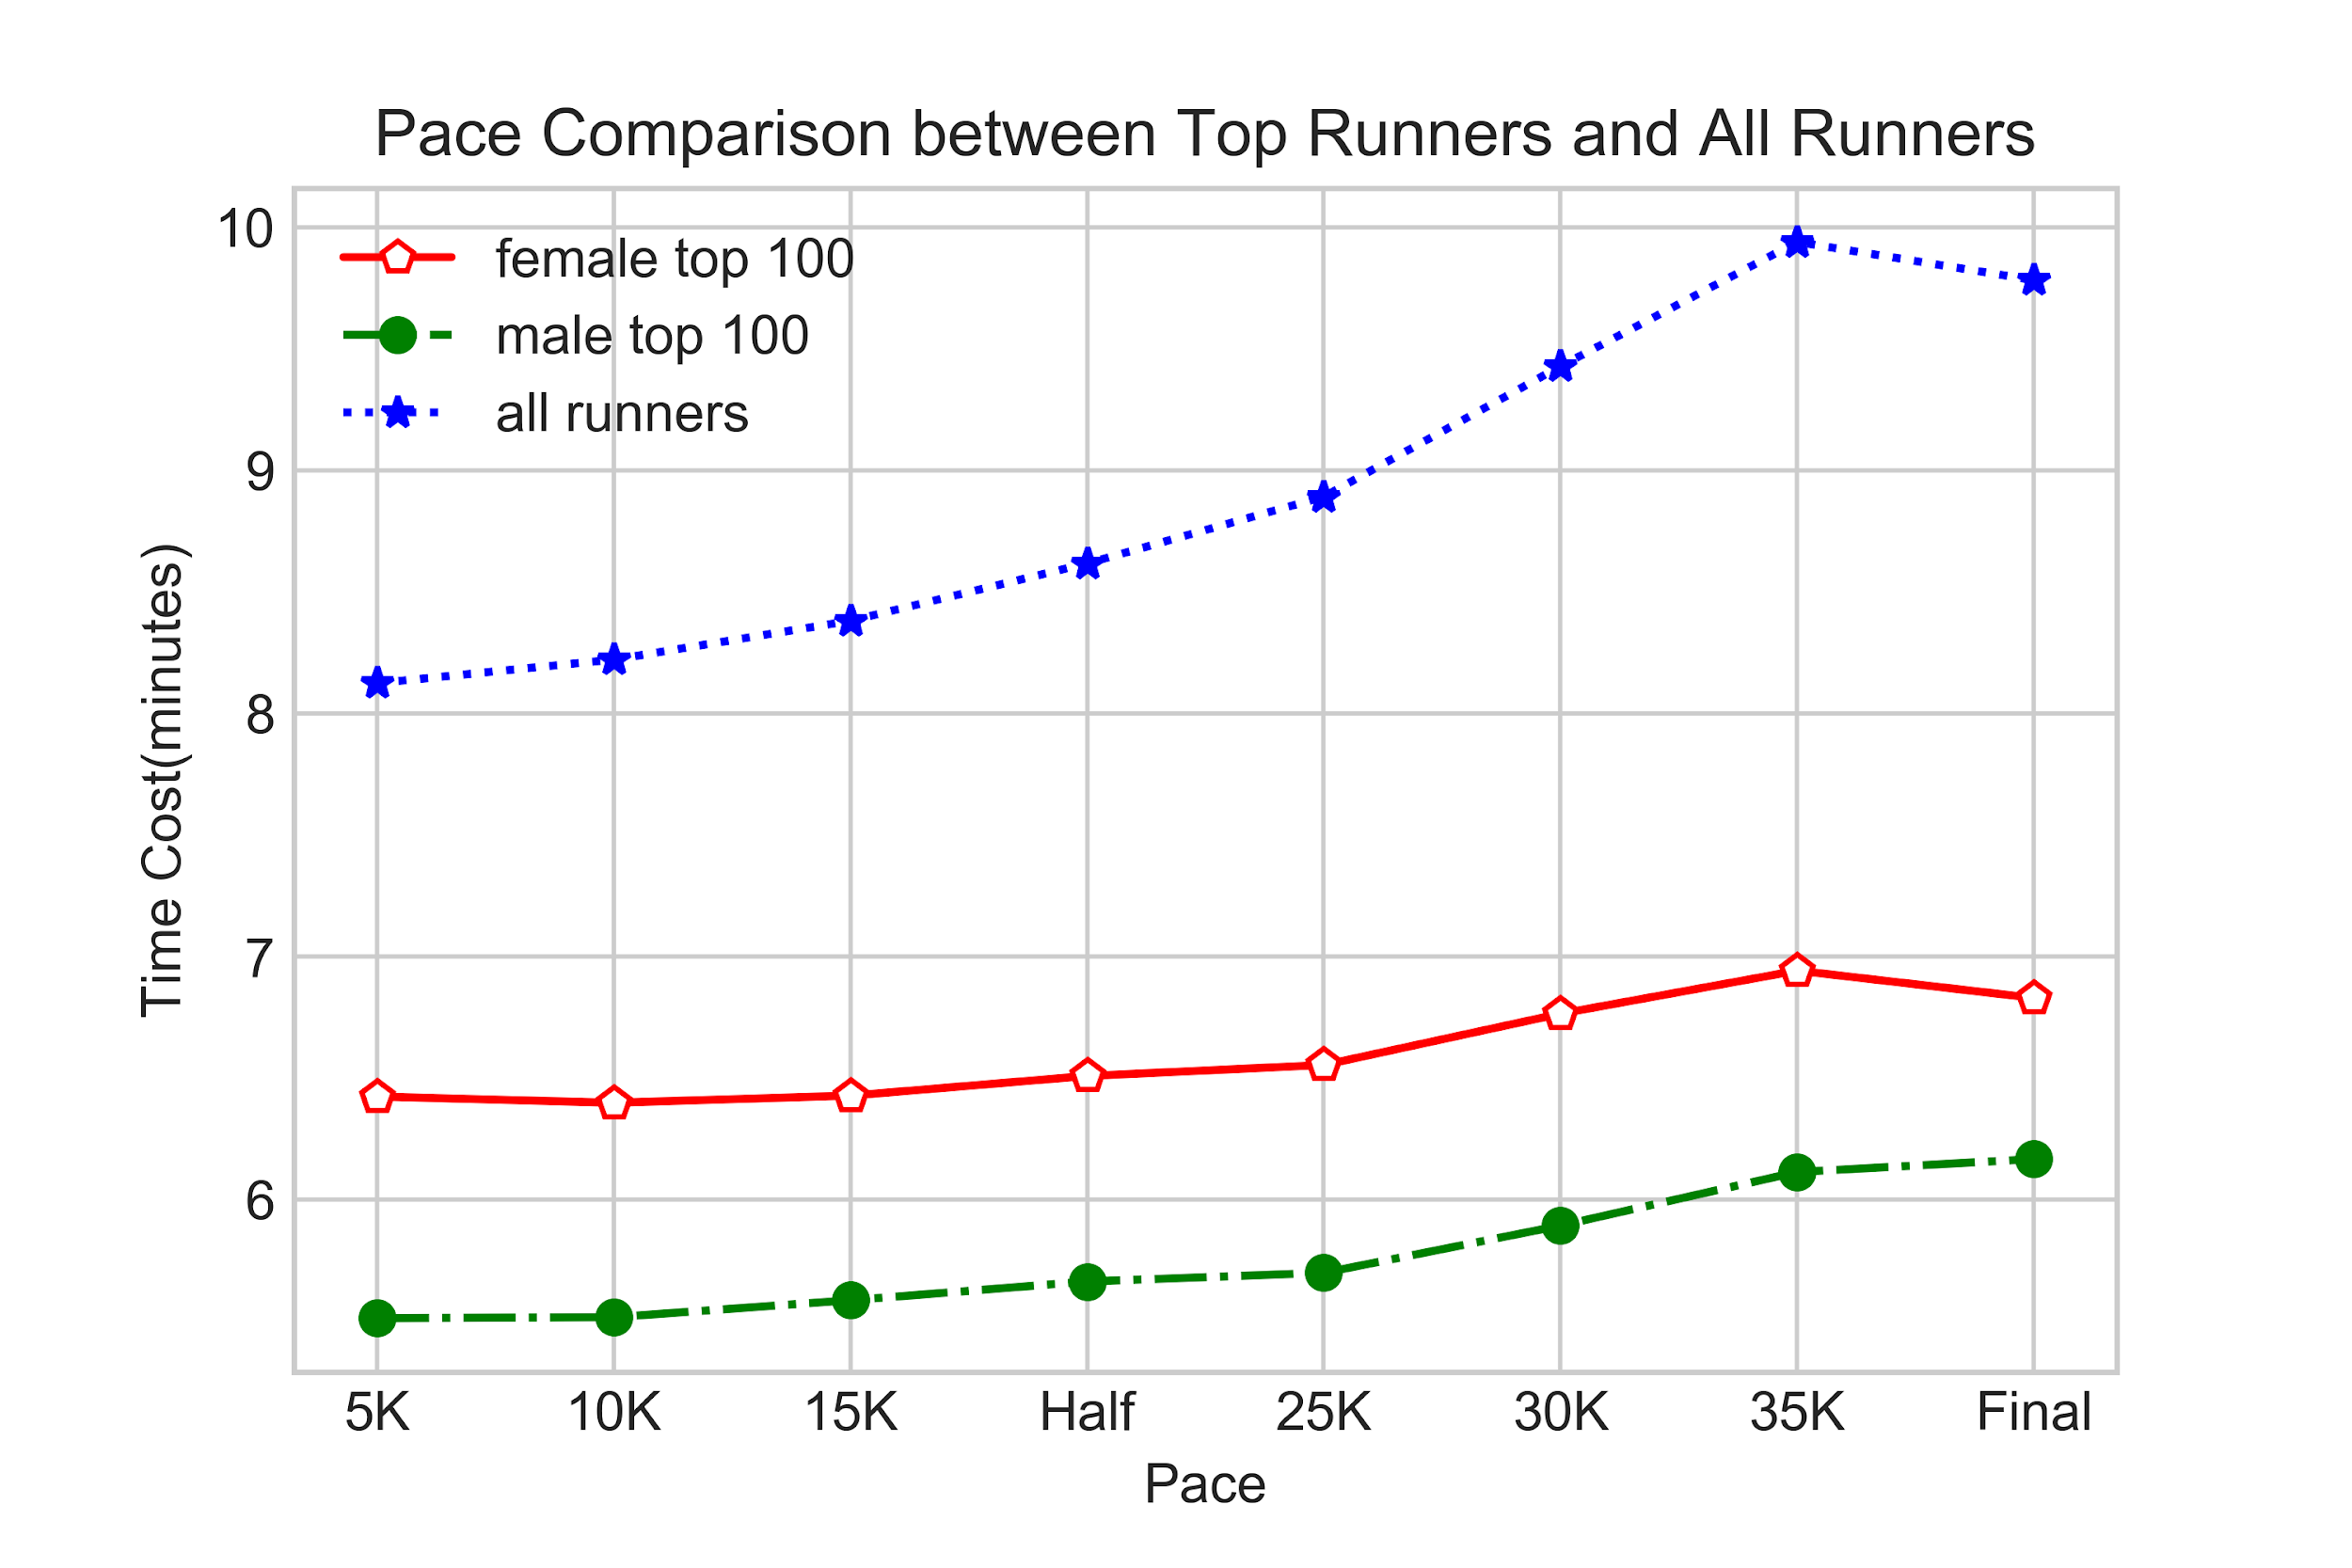 Pace Comparison between Top Runners and All Runners
female top 100
male top 100
all runners
10
9
8
7
6
Time Cost(minutes)
5K 10K 15K Half 25K 30K 35K Final
Pace